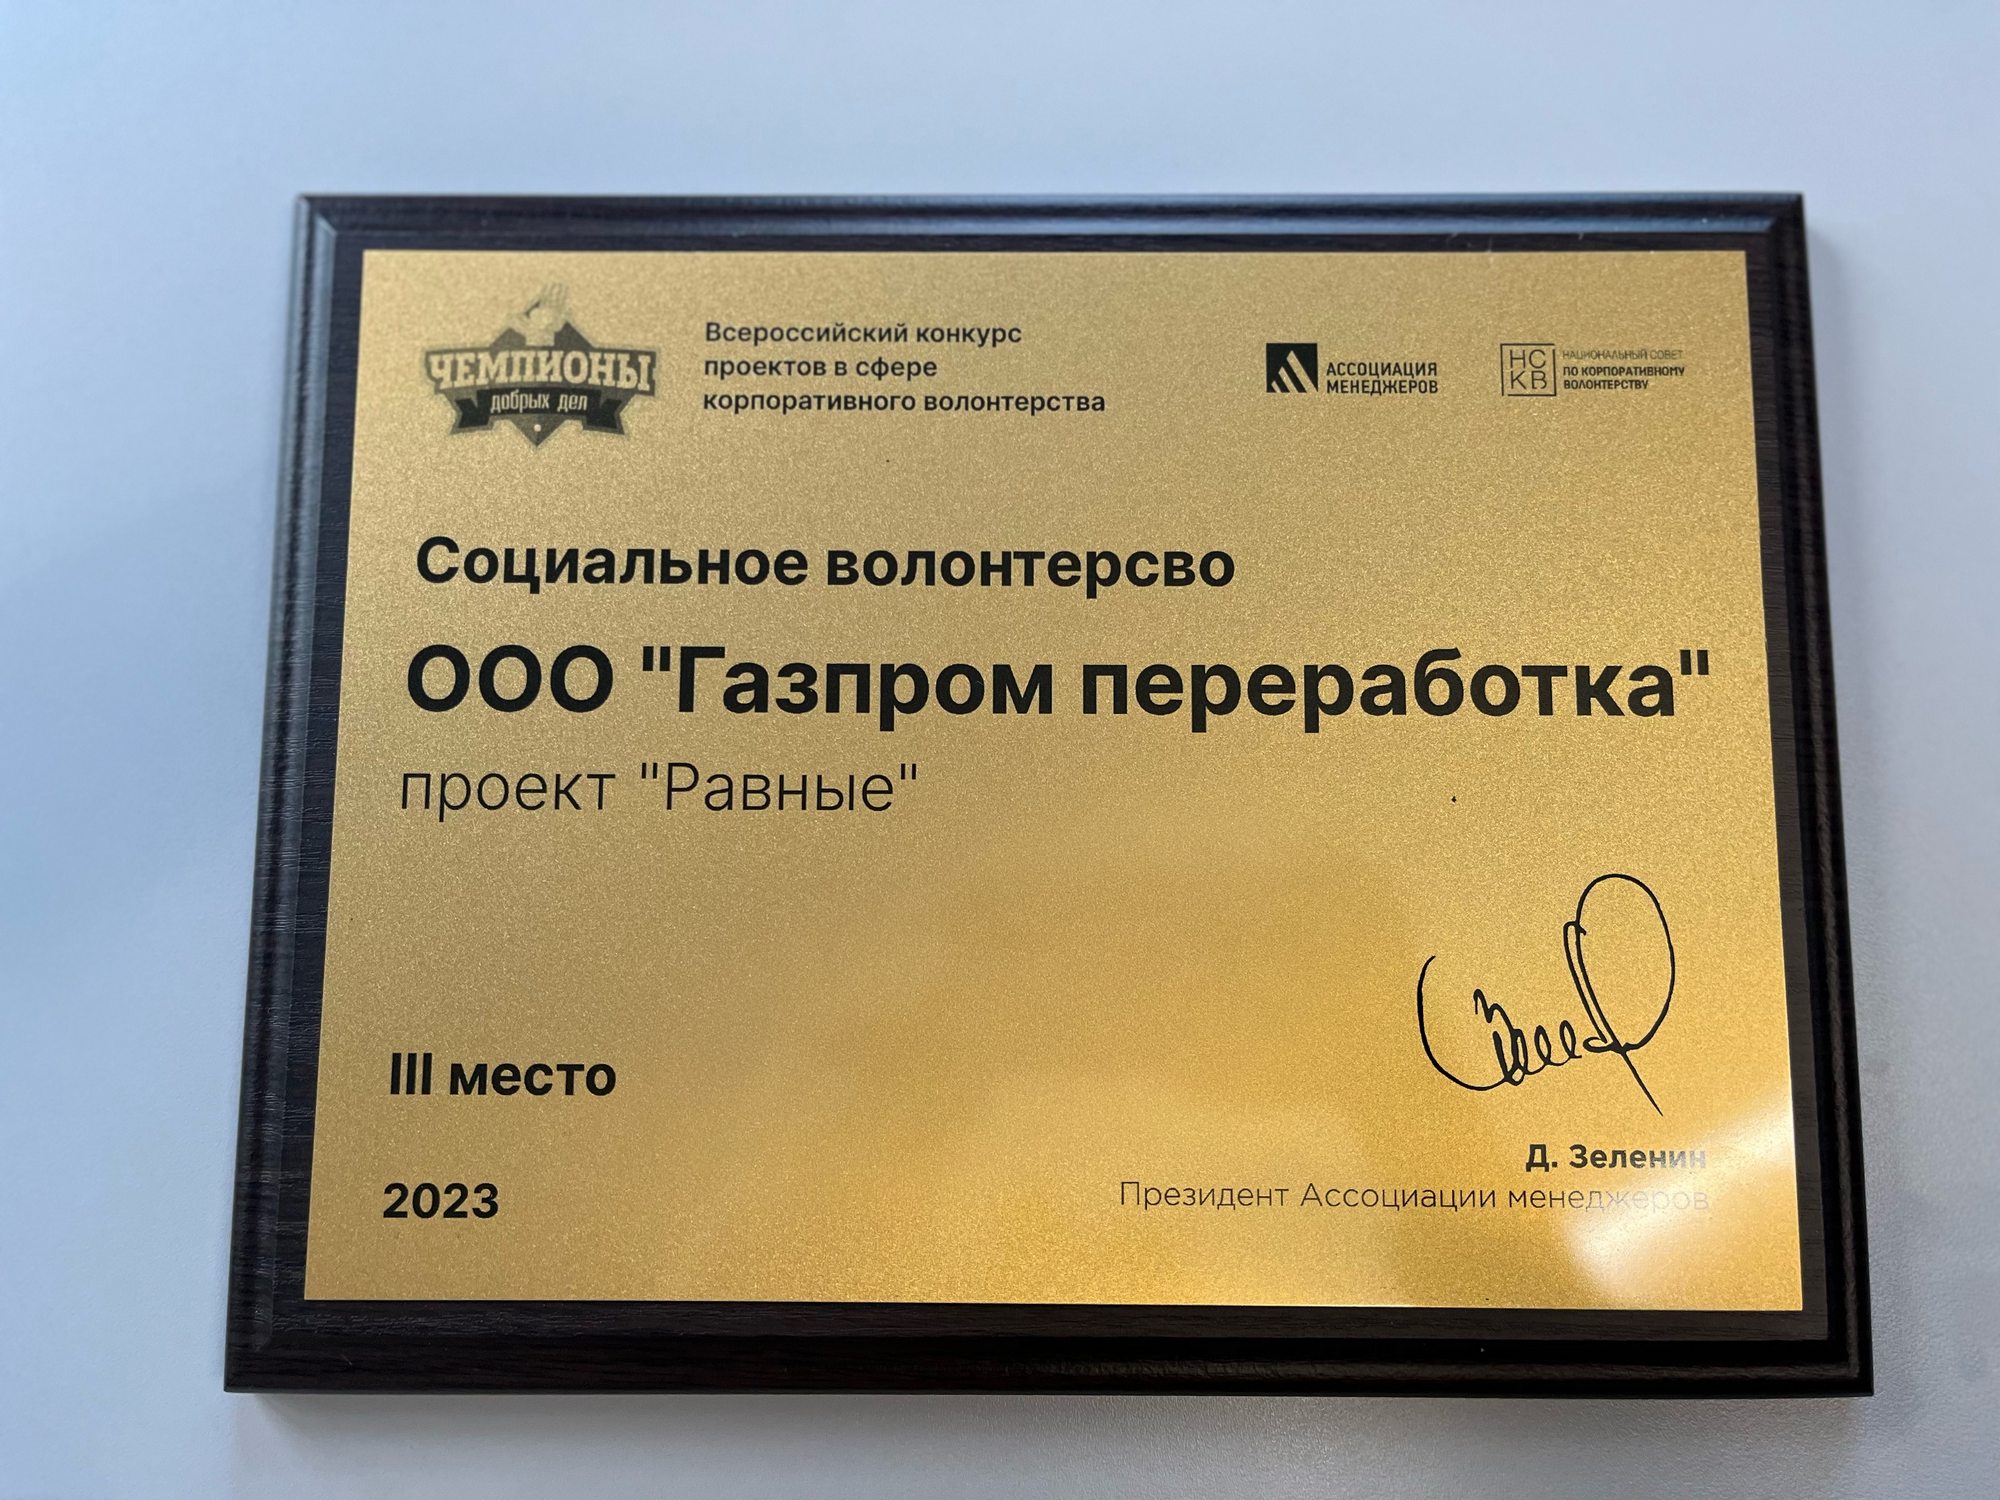 ЧЕМПИОНЫ
добрых дел
Всероссийский конкурс
проектов в сфере
корпоративного волонтерства
АССОЦИАЦИЯ
МЕНЕДЖЕРОВ
НС
КВ
НАЦИОНАЛЬНЫЙ СОВЕТ
ПО КОРПОРАТИВНОМУ
ВОЛОНТЕРСТВУ
Социальное волонтерсво
ООО "Газпром переработка"
проект "Равные"
III место
2023
Д. Зеленин
Президент Ассоциации менеджеров